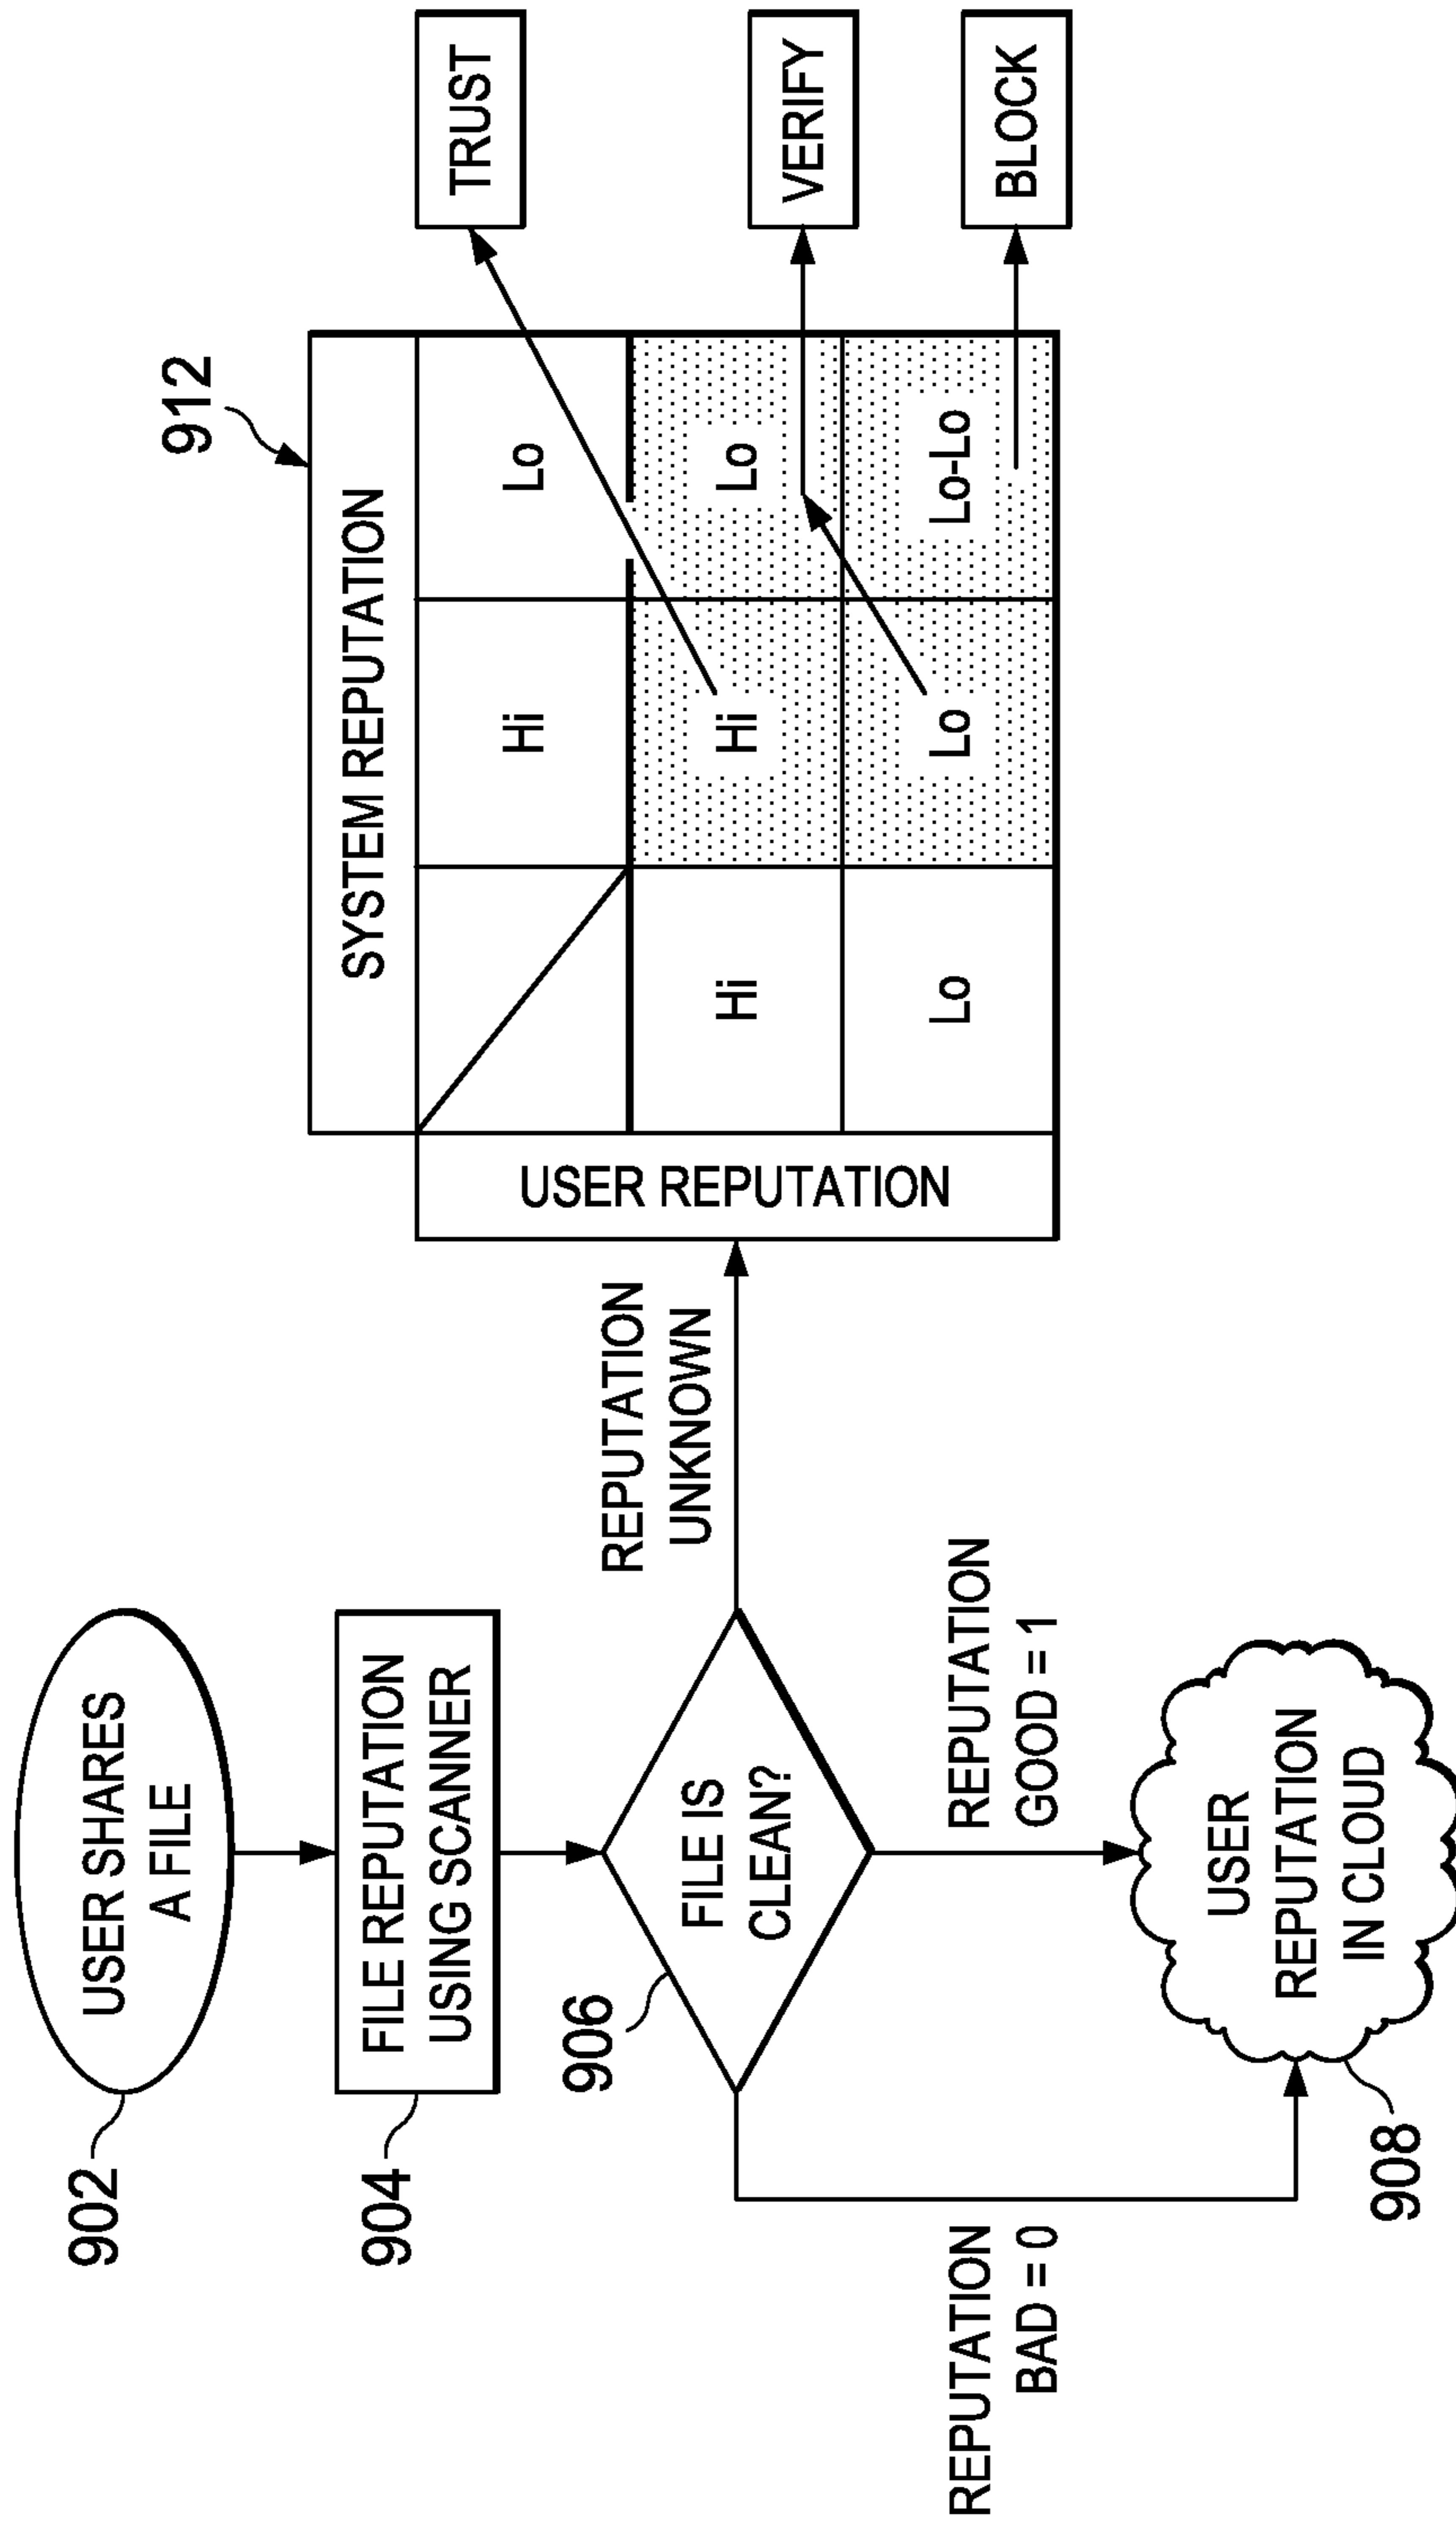 902
USER SHARES
A FILE
904
FILE REPUTATION
USING SCANNER
906
FILE IS
CLEAN?
REPUTATION
BAD = 0
REPUTATION
GOOD = 1
908
USER
REPUTATION
IN CLOUD
REPUTATION
UNKNOWN
912
SYSTEM REPUTATION
USER REPUTATION
Hi
Lo
Hi
Hi
Lo
Lo
Lo
Lo-Lo
TRUST
VERIFY
BLOCK